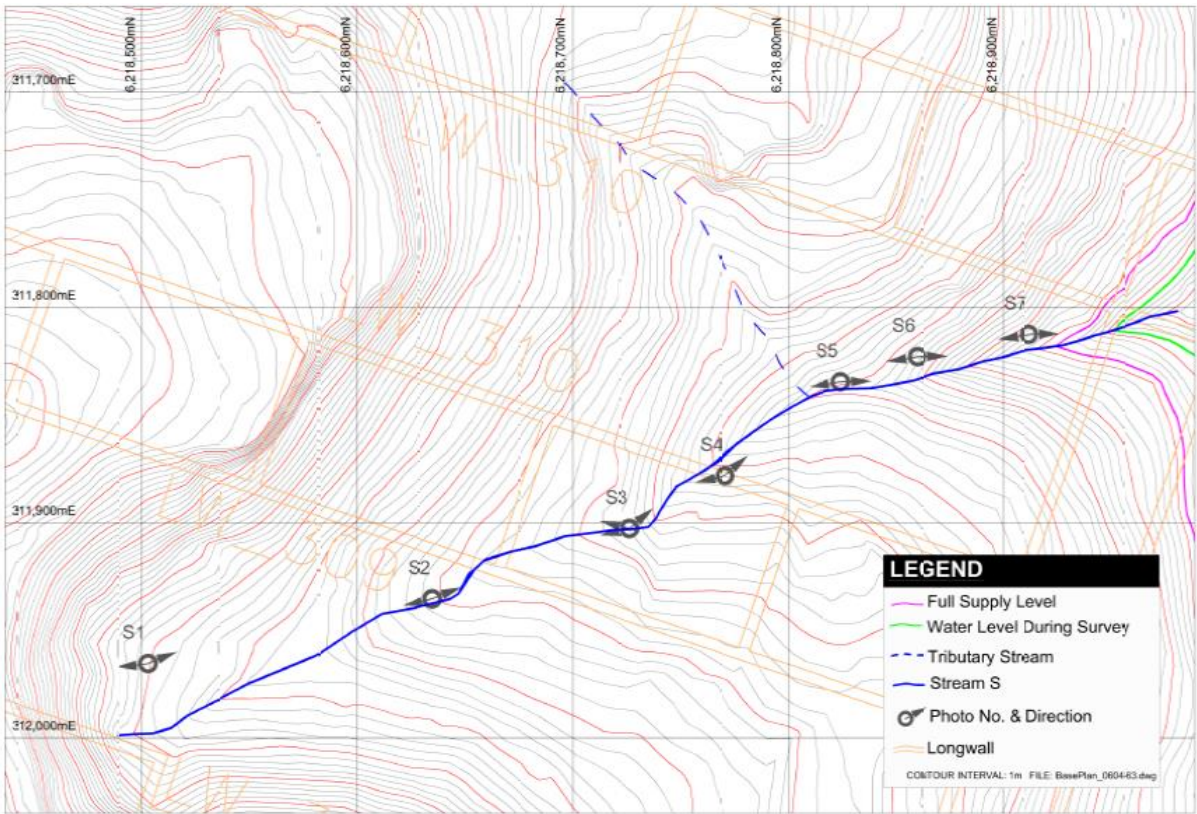 6,218,500mN
6,218,600mN
6,218,700mN
6,218,800mN
6,218,900mN
311,700mE
311,800mE
S7
S6
S5
S4
S3
311,900mE
S2
S1
312,000mE
LEGEND
Full Supply Level
Water Level During Survey
Tributary Stream
Stream S
Photo No. & Direction
Longwall
CONTOUR INTERVAL: 1m FILE: BasePlan_0604-63.dwg